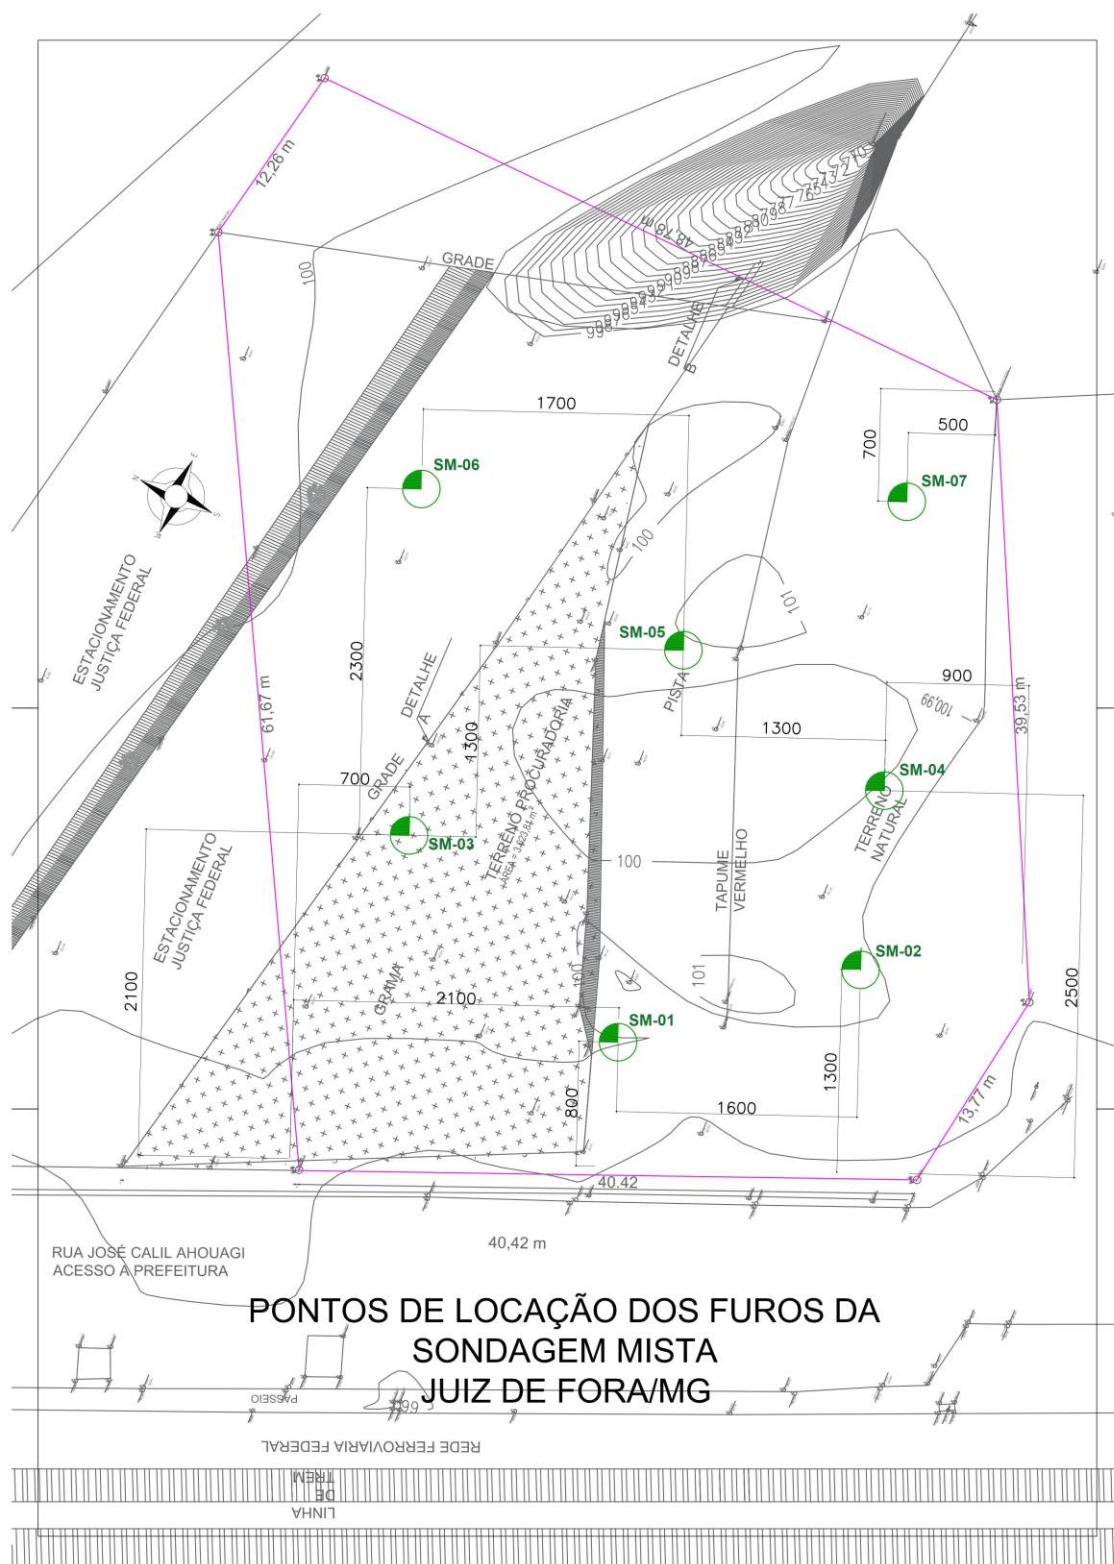 12,26 m
GRADE
100
48,78 m
DETALHE
B
1700
700
500
SM-06
SM-07
N
E
S
W
100
ESTACIONAMENTO
JUSTIÇA FEDERAL
101
SM-05
2300
61,67 m
DETALHE
A
PISTA
900
100,99
39,53 m
1300
1300
GRADE
700
SM-04
SM-03
TERRENO PROCURADORIA
TERRENO
NATURAL
100
ESTACIONAMENTO
JUSTIÇA FEDERAL
TAPUME
VERMELHO
SM-02
2100
GRAMA
100
101
2100
2500
SM-01
1300
800
1600
13,77 m
40,42
40,42 m
RUA JOSÉ CALIL AHOUAGI
ACESSO A PREFEITURA
PONTOS DE LOCAÇÃO DOS FUROS DA
SONDAGEM MISTA
JUIZ DE FORA/MG
PASSEIO
REDE FERROVIARIA FEDERAL
LINHA
DE
TREM